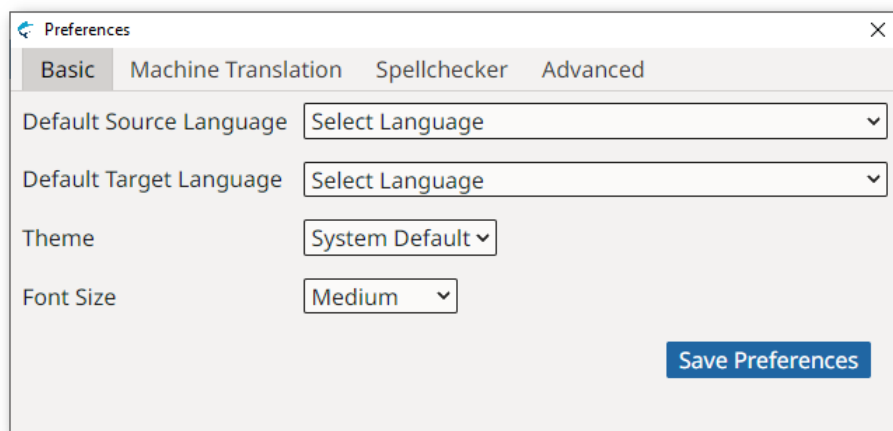 Preferences
Basic Machine Translation Spellchecker Advanced
Default Source Language Select Language
Default Target Language Select Language
Theme System Default
Font Size Medium
Save Preferences